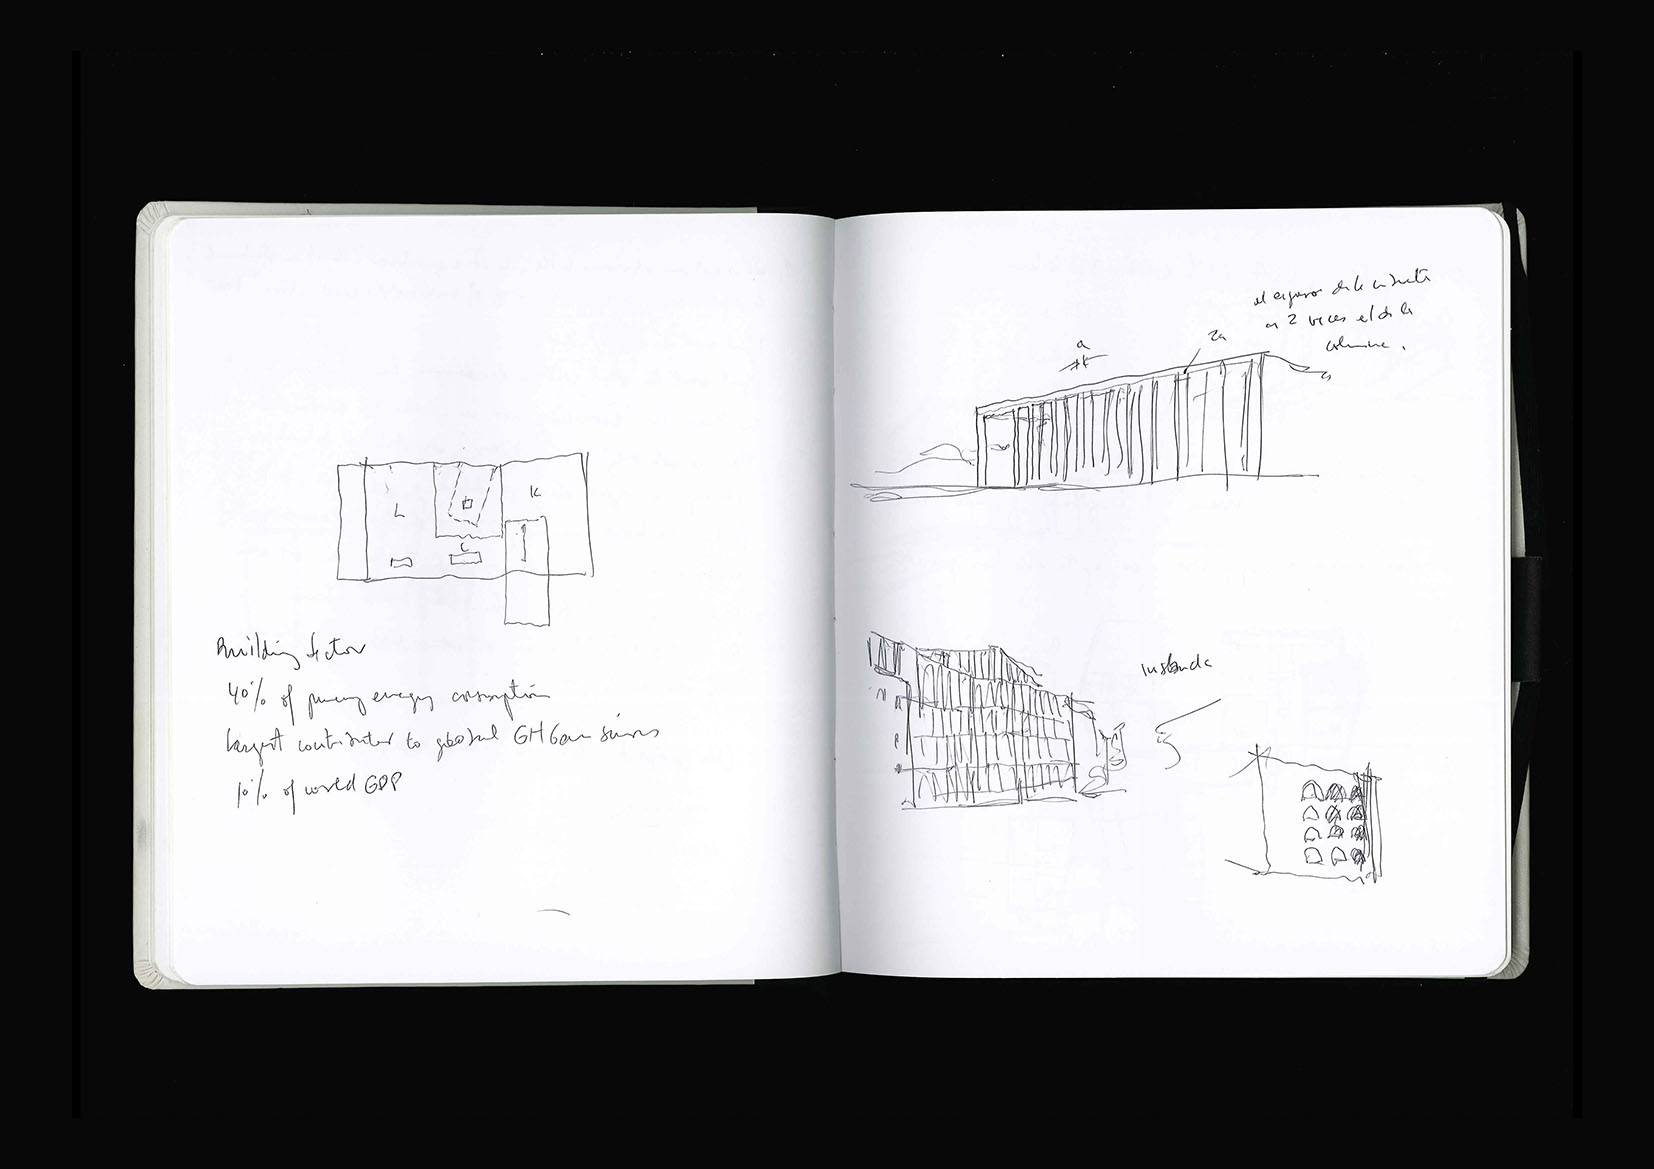 L
K
C
Building sector
40% of primary energy consumption
largest contributor to global GHG emissions
10% of world GDP
el espesor de la cubierta
es 2 veces el de la
columna.
a
2a